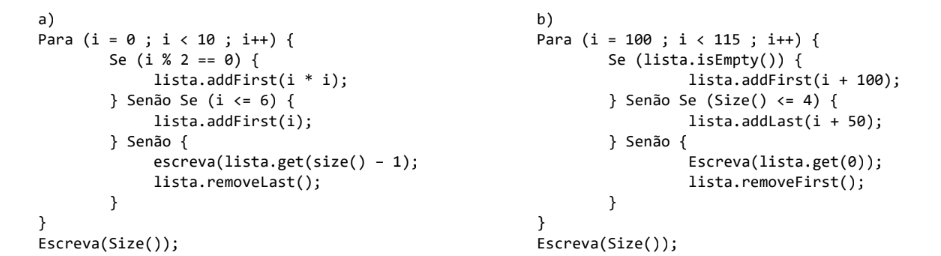 a)
Para (i = 0 ; i < 10 ; i++) {
Se (i % 2 == 0) {
lista.addFirst(i * i);
} Senão Se (i <= 6) {
lista.addFirst(i);
} Senão {
escreva(lista.get(size() – 1);
lista.removeLast();
}
}
Escreva(Size());
b)
Para (i = 100 ; i < 115 ; i++) {
Se (lista.isEmpty()) {
lista.addFirst(i + 100);
} Senão Se (Size() <= 4) {
lista.addLast(i + 50);
} Senão {
Escreva(lista.get(0));
lista.removeFirst();
}
}
Escreva(Size());